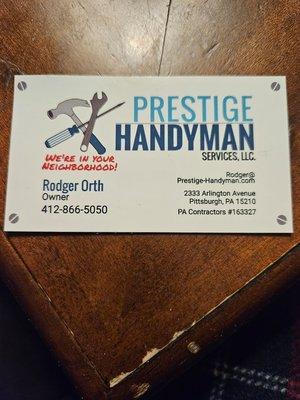 PRESTIGE
HANDYMAN
SERVICES, LLC.
WE'RE IN YOUR
NEIGHBORHOOD!
Rodger Orth
Owner
412-866-5050
Rodger@
Prestige-Handyman.com
2333 Arlington Avenue
Pittsburgh, PA 15210
PA Contractors #163327